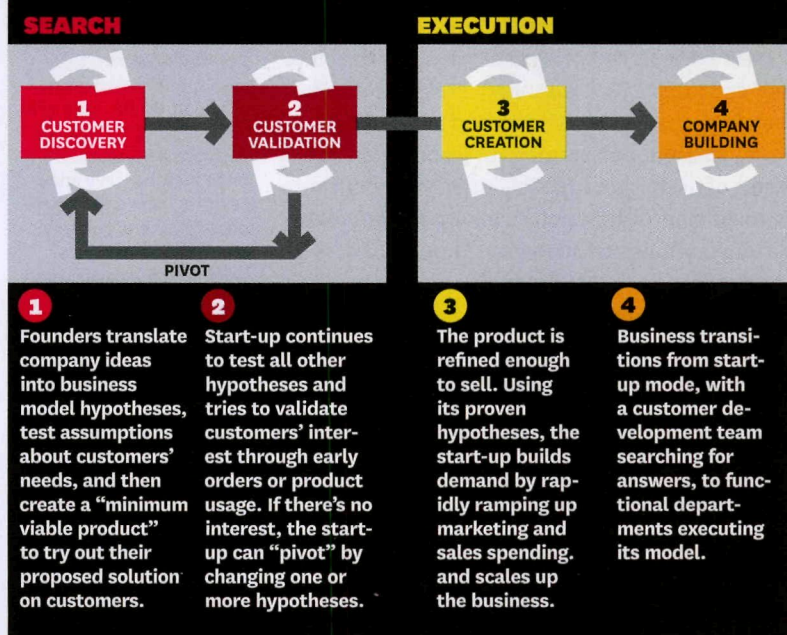 SEARCH
EXECUTION
1
CUSTOMER
DISCOVERY
2
CUSTOMER
VALIDATION
3
CUSTOMER
CREATION
4
COMPANY
BUILDING
PIVOT
1
Founders translate
company ideas
into business
model hypotheses,
test assumptions
about customers’
needs, and then
create a “minimum
viable product”
to try out their
proposed solution
on customers.
2
Start-up continues
to test all other
hypotheses and
tries to validate
customers’ inter-
est through early
orders or product
usage. If there’s no
interest, the start-
up can “pivot” by
changing one or
more hypotheses.
3
The product is
refined enough
to sell. Using
its proven
hypotheses, the
start-up builds
demand by rap-
idly ramping up
marketing and
sales spending.
and scales up
the business.
4
Business transi-
tions from start-
up mode, with
a customer de-
velopment team
searching for
answers, to func-
tional depart-
ments executing
its model.